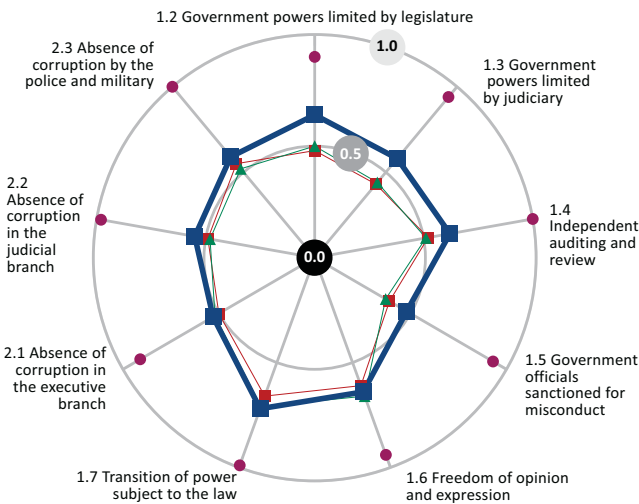 1.2 Government powers limited by legislature
1.0
1.3 Government
powers limited
by judiciary
0.5
1.4
Independent
auditing and
review
0.0
1.5 Government
officials
sanctioned for
misconduct
1.6 Freedom of opinion
and expression
1.7 Transition of power
subject to the law
2.1 Absence of
corruption in
the executive
branch
2.2
Absence of
corruption
in the
judicial
branch
2.3 Absence of
corruption by the
police and military